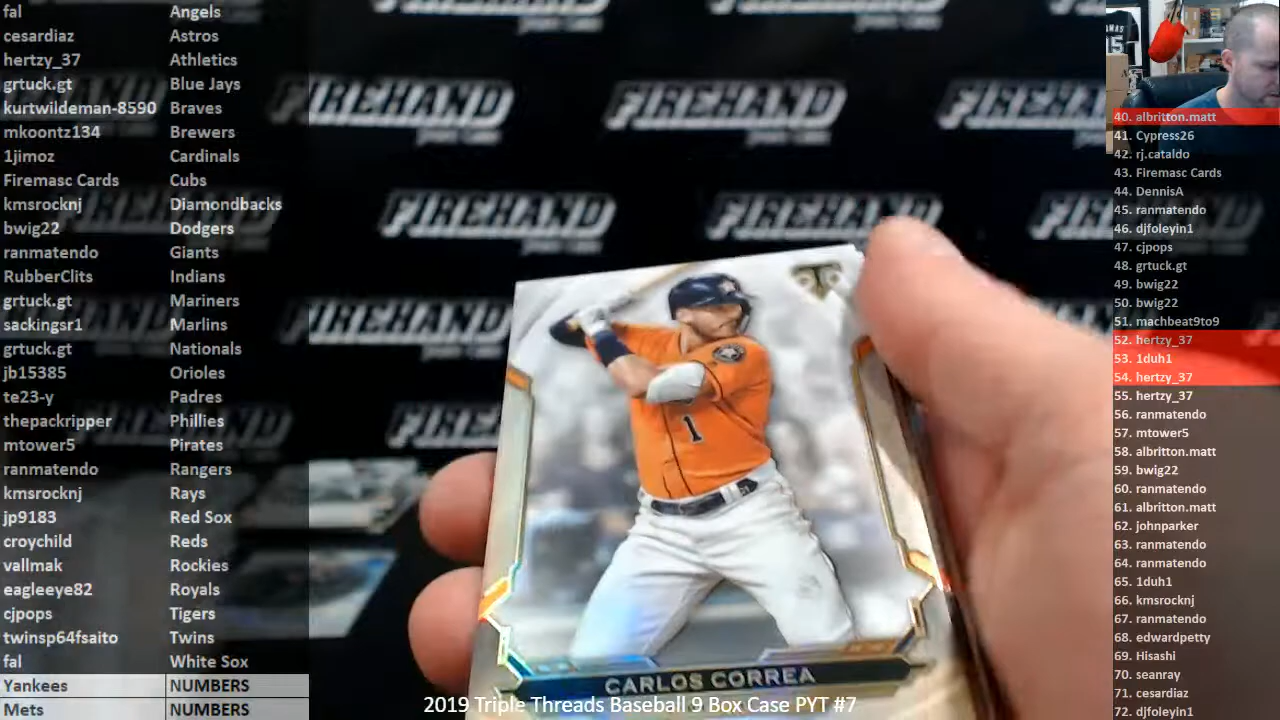 fal Angels
cesardiaz Astros
hertzy_37 Athletics
grtuck.gt Blue Jays
kurtwildeman-8590 Braves
mkoontz134 Brewers
1jimoz Cardinals
Firemasc Cards Cubs
kmsrocknj Diamondbacks
bwig22 Dodgers
ranmatendo Giants
RubberClits Indians
grtuck.gt Mariners
sackingsr1 Marlins
grtuck.gt Nationals
jb15385 Orioles
te23-y Padres
thepackripper Phillies
mtower5 Pirates
ranmatendo Rangers
kmsrocknj Rays
jp9183 Red Sox
croychild Reds
vallmak Rockies
eagleeye82 Royals
cjpops Tigers
twinsp64fsaito Twins
fal White Sox
Yankees NUMBERS
Mets NUMBERS
FIREHAND FIREHAND FIREHAND
FIREHAND FIREHAND
FIREHAND
1
CARLOS CORREA
2019 Triple Threads Baseball 9 Box Case PYT #7
40. albritton.matt
41. Cypress26
42. rj.cataldo
43. Firemasc Cards
44. DennisA
45. ranmatendo
46. djfoleyin1
47. cjpops
48. grtuck.gt
49. bwig22
50. bwig22
51. machbeat9to9
52. hertzy_37
53. 1duh1
54. hertzy_37
55. hertzy_37
56. ranmatendo
57. mtower5
58. albritton.matt
59. bwig22
60. ranmatendo
61. albritton.matt
62. johnparker
63. ranmatendo
64. ranmatendo
65. 1duh1
66. kmsrocknj
67. ranmatendo
68. edwardpetty
69. Hisashi
70. seanray
71. cesardiaz
72. djfoleyin1